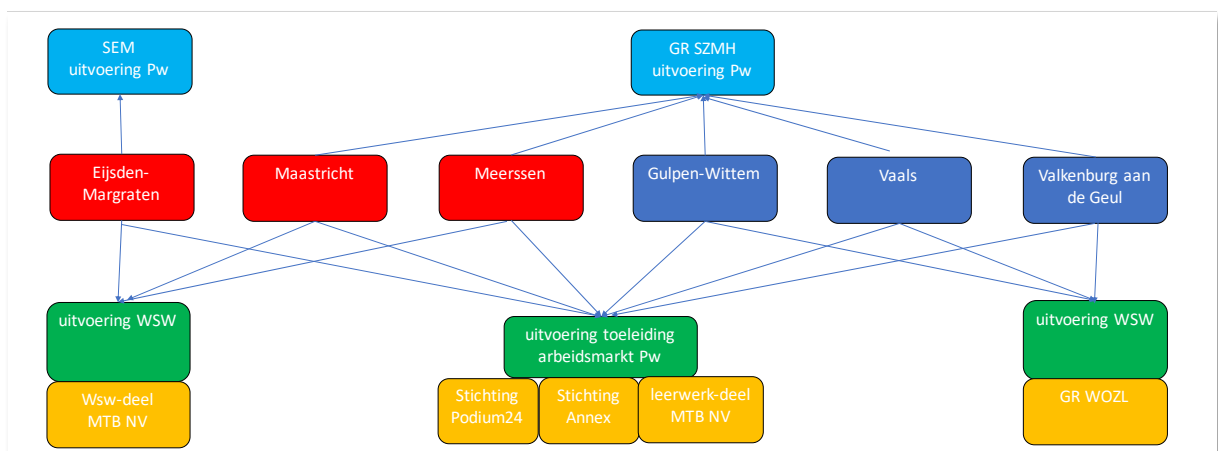 SEM
uitvoering Pw
GR SZMH
uitvoering Pw
Eijsden-
Margraten
Maastricht
Meerssen
Gulpen-Wittem
Vaals
Valkenburg aan
de Geul
uitvoering WSW
uitvoering toeleiding
arbeidsmarkt Pw
uitvoering WSW
Wsw-deel
MTB NV
Stichting
Podium24
Stichting
Annex
leerwerk-deel
MTB NV
GR WOZL